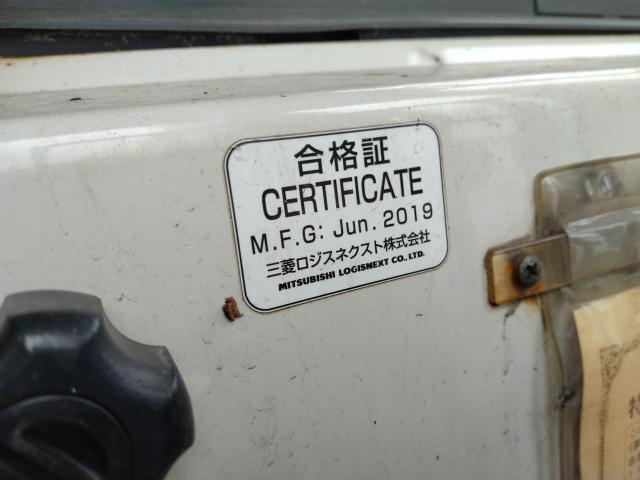 合格証
CERTIFICATE
M.F.G: Jun. 2019
三菱ロジスネクスト株式会社
MITSUBISHI LOGISNEXT CO., LTD.